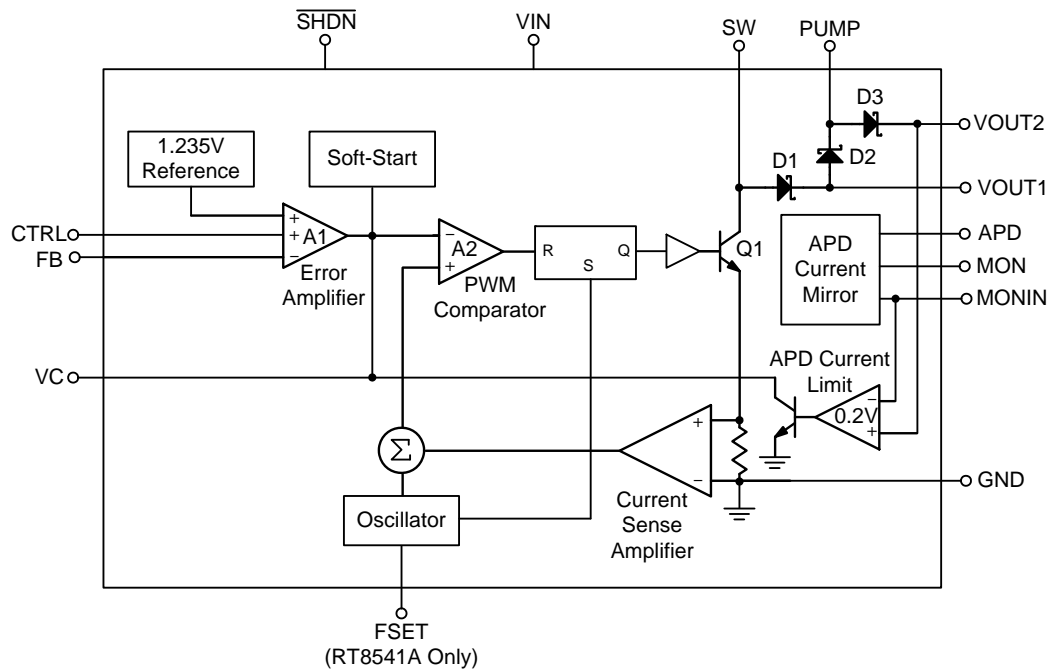 SHDN
VIN
SW
PUMP
D3
VOUT2
1.235V
Reference
Soft-Start
D1
D2
VOUT1
CTRL
FB
+
+
−
A1
Error
Amplifier
−
+
A2
PWM
Comparator
R
S
Q
Q1
APD
Current
Mirror
APD
MON
MONIN
VC
APD Current
Limit
0.2V
−
+
Σ
+
−
Current
Sense
Amplifier
GND
Oscillator
FSET
(RT8541A Only)